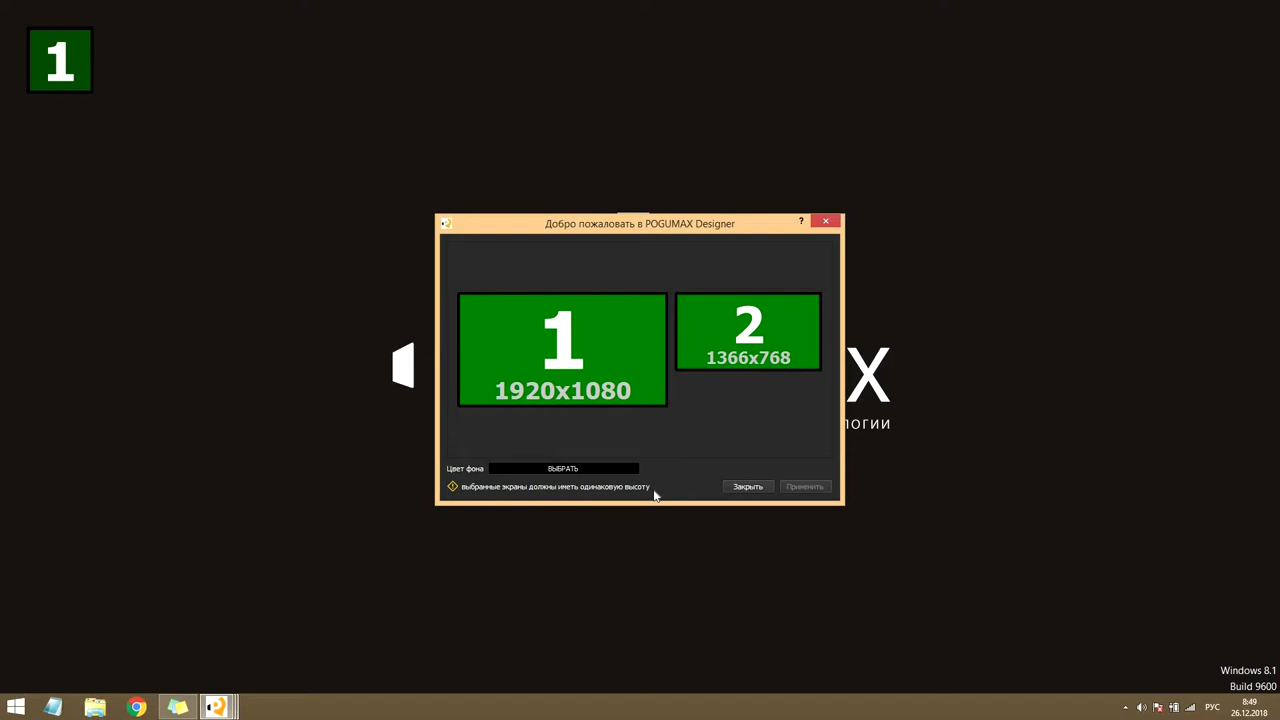 1
Добро пожаловать в POGUMAX Designer
?
1
1920x1080
2
1366x768
X
ЛОГИИ
Цвет фона
ВЫБРАТЬ
выбранные экраны должны иметь одинаковую высоту
Закрыть
Применить
Windows 8.1
Build 9600
РУС
8:49
26.12.2018